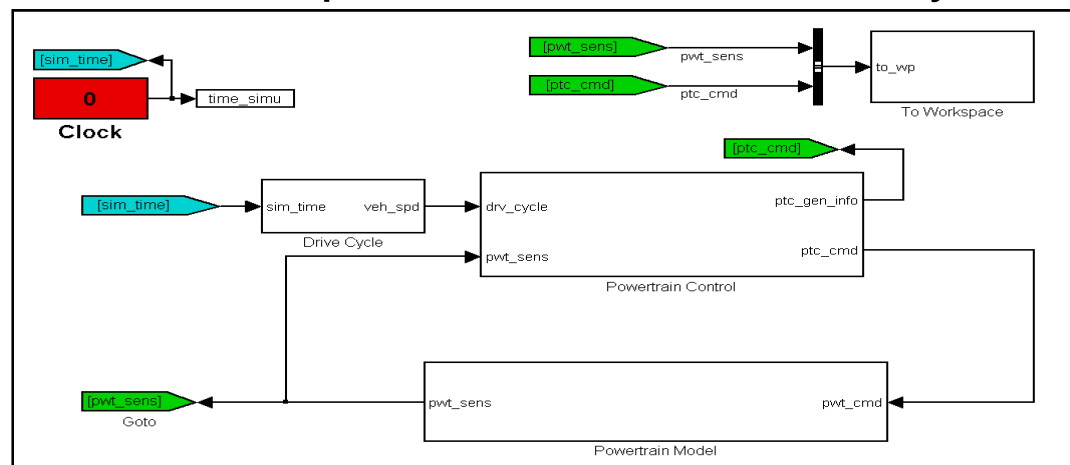 [sim_time]
0
Clock
time_simu
[pwt_sens]
pwt_sens
[ptc_cmd]
ptc_cmd
to_wp
To Workspace
[ptc_cmd]
[sim_time]
sim_time veh_spd
Drive Cycle
drv_cycle
pwt_sens
ptc_gen_info
ptc_cmd
Powertrain Control
[pwt_sens]
Goto
pwt_sens pwt_cmd
Powertrain Model